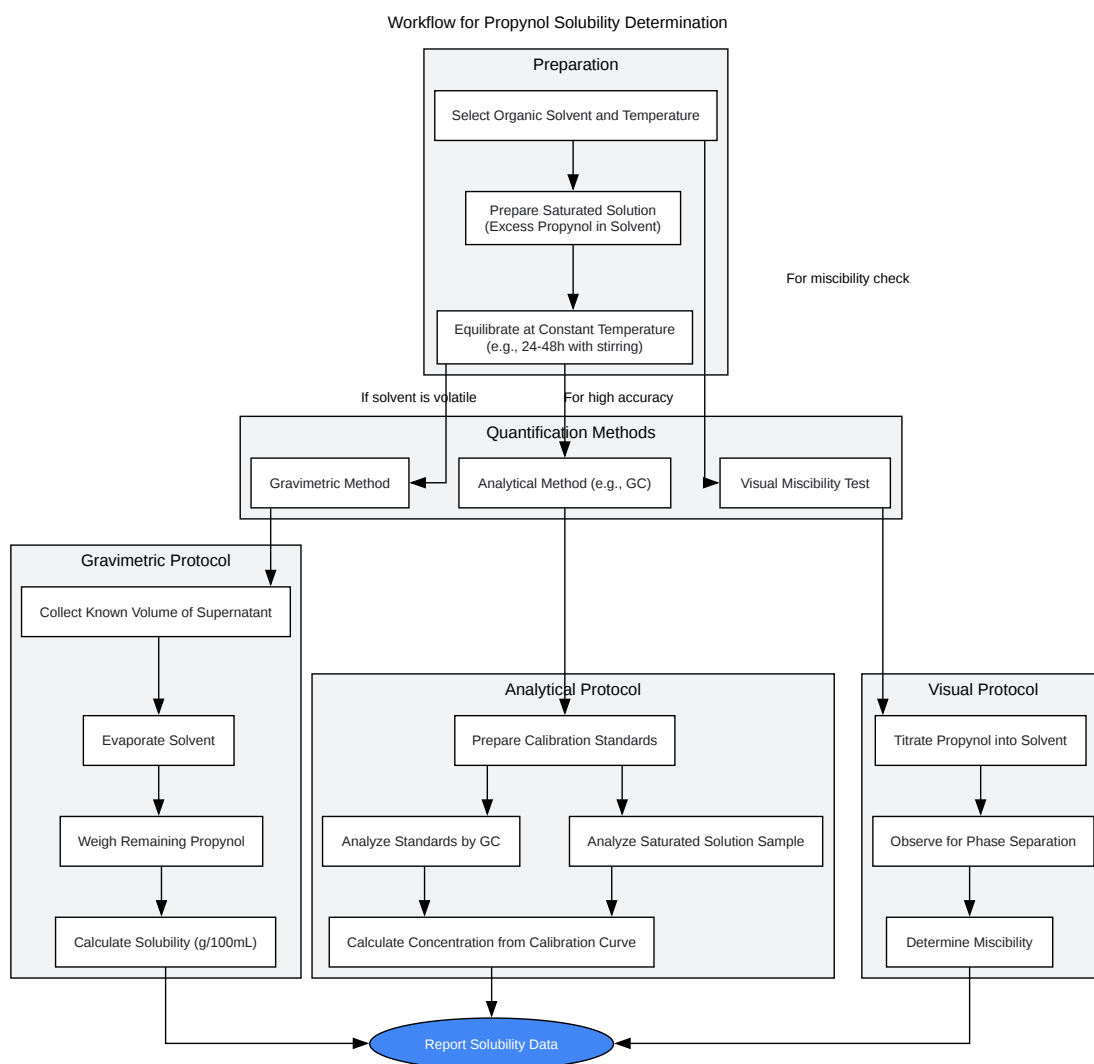 Workflow for Propynol Solubility Determination
Preparation
Select Organic Solvent and Temperature
Prepare Saturated Solution
(Excess Propynol in Solvent)
For miscibility check
Equilibrate at Constant Temperature
(e.g., 24-48h with stirring)
If solvent is volatile
For high accuracy
Quantification Methods
Gravimetric Method
Analytical Method (e.g., GC)
Visual Miscibility Test
Gravimetric Protocol
Collect Known Volume of Supernatant
Evaporate Solvent
Weigh Remaining Propynol
Calculate Solubility (g/100mL)
Analytical Protocol
Prepare Calibration Standards
Analyze Standards by GC
Analyze Saturated Solution Sample
Calculate Concentration from Calibration Curve
Visual Protocol
Titrate Propynol into Solvent
Observe for Phase Separation
Determine Miscibility
Report Solubility Data